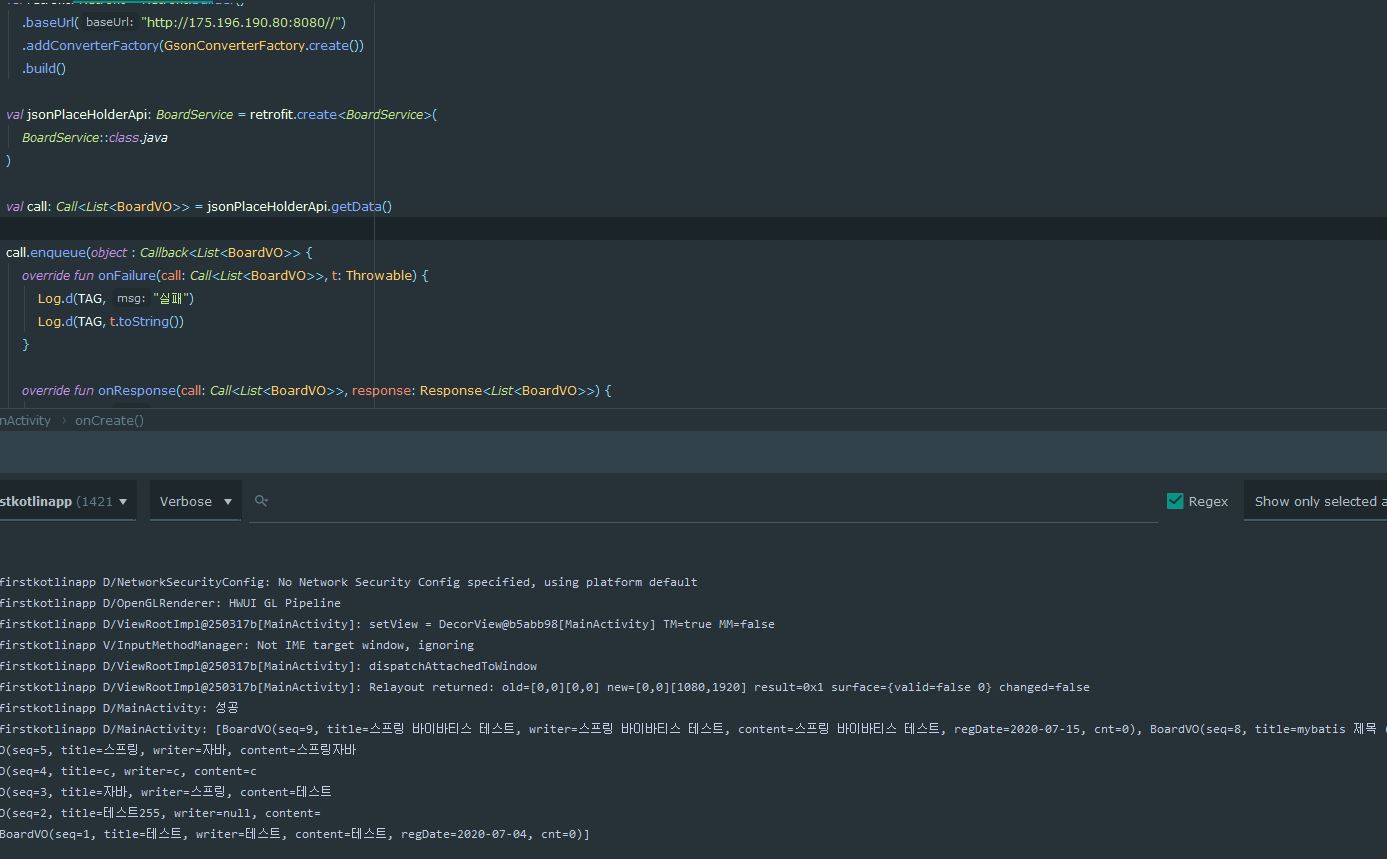 .baseUrl( baseUrl: "http://175.196.190.80:8080//")
.addConverterFactory(GsonConverterFactory.create())
.build()
val jsonPlaceHolderApi: BoardService = retrofit.create<BoardService>(
BoardService::class.java
)
val call: Call<List<BoardVO>> = jsonPlaceHolderApi.getData()
call.enqueue(object : Callback<List<BoardVO>> {
override fun onFailure(call: Call<List<BoardVO>>, t: Throwable) {
Log.d(TAG, msg: "실패")
Log.d(TAG, t.toString())
}
override fun onResponse(call: Call<List<BoardVO>>, response: Response<List<BoardVO>>) {
nActivity › onCreate()
stkotlinapp (1421 Verbose Regex Show only selected a
firstkotlinapp D/NetworkSecurityConfig: No Network Security Config specified, using platform default
firstkotlinapp D/OpenGLRenderer: HWUI GL Pipeline
firstkotlinapp D/ViewRootImpl@250317b[MainActivity]: setView = DecorView@b5abb98[MainActivity] TM=true MM=false
firstkotlinapp V/InputMethodManager: Not IME target window, ignoring
firstkotlinapp D/ViewRootImpl@250317b[MainActivity]: dispatchAttachedToWindow
firstkotlinapp D/ViewRootImpl@250317b[MainActivity]: Relayout returned: old=[0,0][0,0] new=[0,0][1080,1920] result=0x1 surface={valid=false 0} changed=false
firstkotlinapp D/MainActivity: 성공
firstkotlinapp D/MainActivity: [BoardVO(seq=9, title=스프링 바이바티스 테스트, writer=스프링 바이바티스 테스트, content=스프링 바이바티스 테스트, regDate=2020-07-15, cnt=0), BoardVO(seq=8, title=mybatis 제목
O(seq=5, title=스프링, writer=자바, content=스프링자바
O(seq=4, title=c, writer=c, content=c
O(seq=3, title=자바, writer=스프링, content=테스트
O(seq=2, title=테스트255, writer=null, content=
BoardVO(seq=1, title=테스트, writer=테스트, content=테스트, regDate=2020-07-04, cnt=0)]